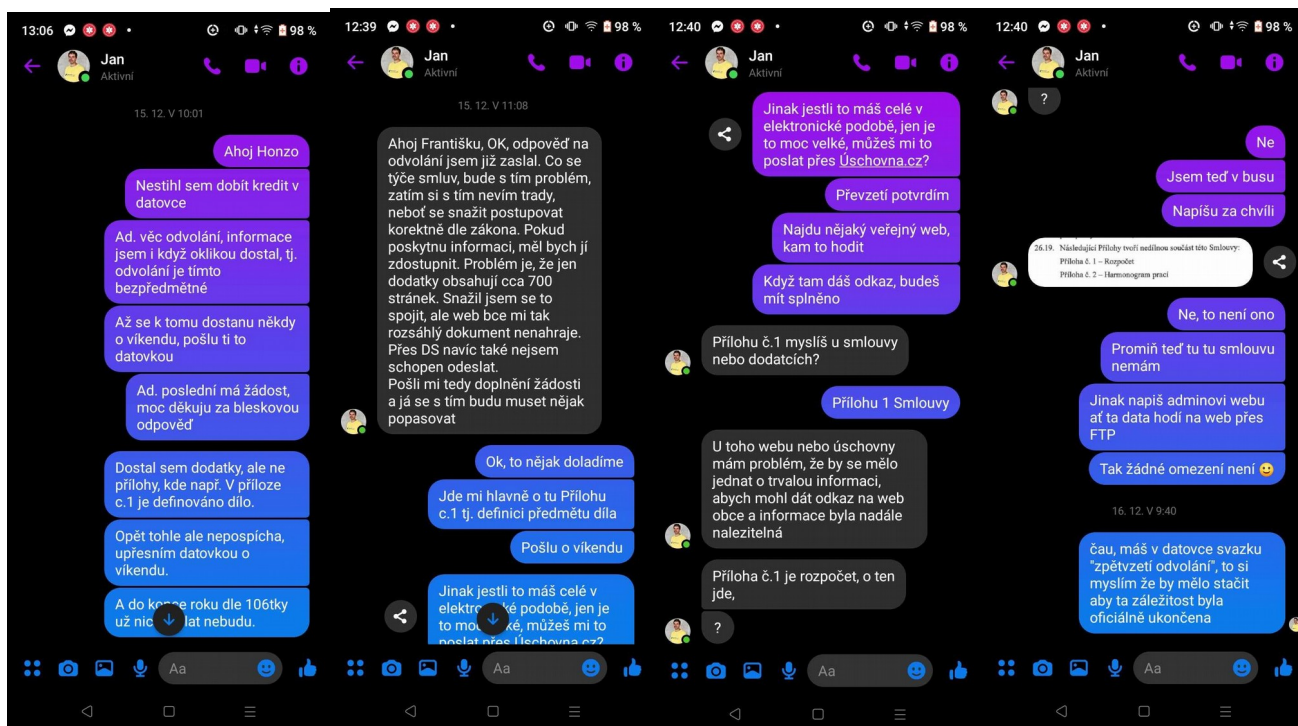 13:06
98 %
Jan
Aktivní
15. 12. V 10:01
Ahoj Honzo
Nestihl sem dobít kredit v
datovce
Ad. věc odvolání, informace
jsem i když oklikou dostal, tj.
odvolání je tímto
bezpředmětné
Až se k tomu dostanu někdy
o víkendu, pošlu ti to
datovkou
Ad. poslední má žádost,
moc děkuju za bleskovou
odpověď
Dostal sem dodatky, ale ne
přílohy, kde např. V příloze
c.1 je definováno dílo.
Opět tohle ale nepospícha,
upřesním datovkou o
víkendu.
A do konce roku dle 106tky
už nic lat nebudu.
Aa
12:39
98 %
Jan
Aktivní
15. 12. V 11:08
Ahoj Františku, OK, odpověď na
odvolání jsem již zaslal. Co se
týče smluv, bude s tím problém,
zatím si s tím nevím trady,
neboť se snažit postupovat
korektně dle zákona. Pokud
poskytnu informaci, měl bych jí
zdostupnit. Problém je, že jen
dodatky obsahují cca 700
stránek. Snažil jsem se to
spojit, ale web bce mi tak
rozsáhlý dokument nenahraje.
Přes DS navíc také nejsem
schopen odeslat.
Pošli mi tedy doplnění žádosti
a já se s tím budu muset nějak
popasovat
Ok, to nějak doladíme
Jde mi hlavně o tu Přílohu
c.1 tj. definici předmětu díla
Pošlu o víkendu
Jinak jestli to máš celé v
elektronické podobě, jen je
to moc velké, můžeš mi to
poslat přes Úschovna.cz?
Aa
12:40
98 %
Jan
Aktivní
Jinak jestli to máš celé v
elektronické podobě, jen je
to moc velké, můžeš mi to
poslat přes Úschovna.cz?
Převzetí potvrdím
Najdu nějaký veřejný web,
kam to hodit
Když tam dáš odkaz, budeš
mít splněno
Přílohu č.1 myslíš u smlouvy
nebo dodatcích?
Přílohu 1 Smlouvy
U toho webu nebo úschovny
mám problém, že by se mělo
jednat o trvalou informaci,
abych mohl dát odkaz na web
obce a informace byla nadále
nalezitelná
Příloha č.1 je rozpočet, o ten
jde,
?
Aa
12:40
98 %
Jan
Aktivní
?
Ne
Jsem teď v busu
Napíšu za chvíli
26.19. Následující Přílohy tvoří nedílnou součást této Smlouvy:
Příloha č. 1 – Rozpočet
Příloha č. 2 – Harmonogram prací
Ne, to není ono
Promiň teď tu tu smlouvu
nemám
Jinak napiš adminovi webu
ať ta data hodí na web přes
FTP
Tak žádné omezení není 😀
16. 12. V 9:40
čau, máš v datovce svazku
"zpětvzetí odvolání", to si
myslím že by mělo stačit
aby ta záležitost byla
oficiálně ukončena
Aa